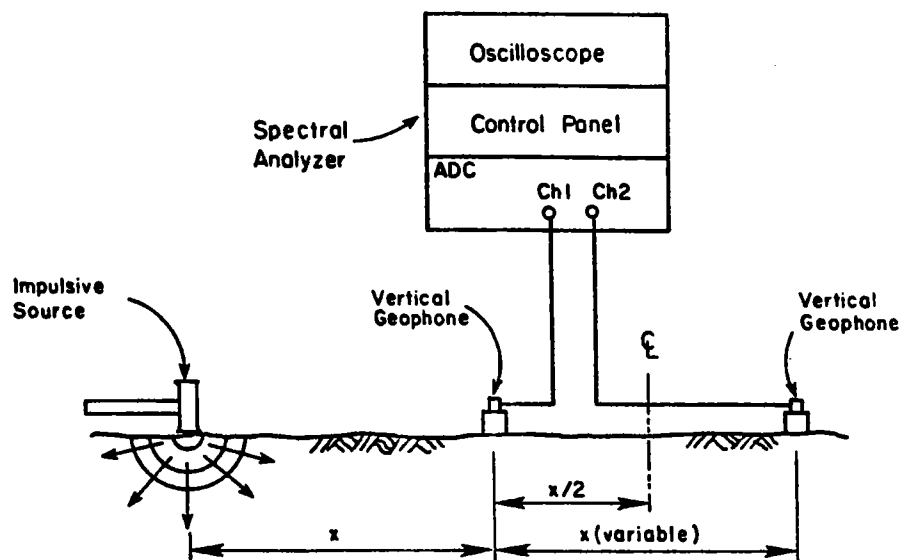 Oscilloscope
Control Panel
Spectral
Analyzer
ADC
Ch1 Ch2
Impulsive
Source
Vertical
Geophone
Vertical
Geophone
℄
x/2
x
x (variable)